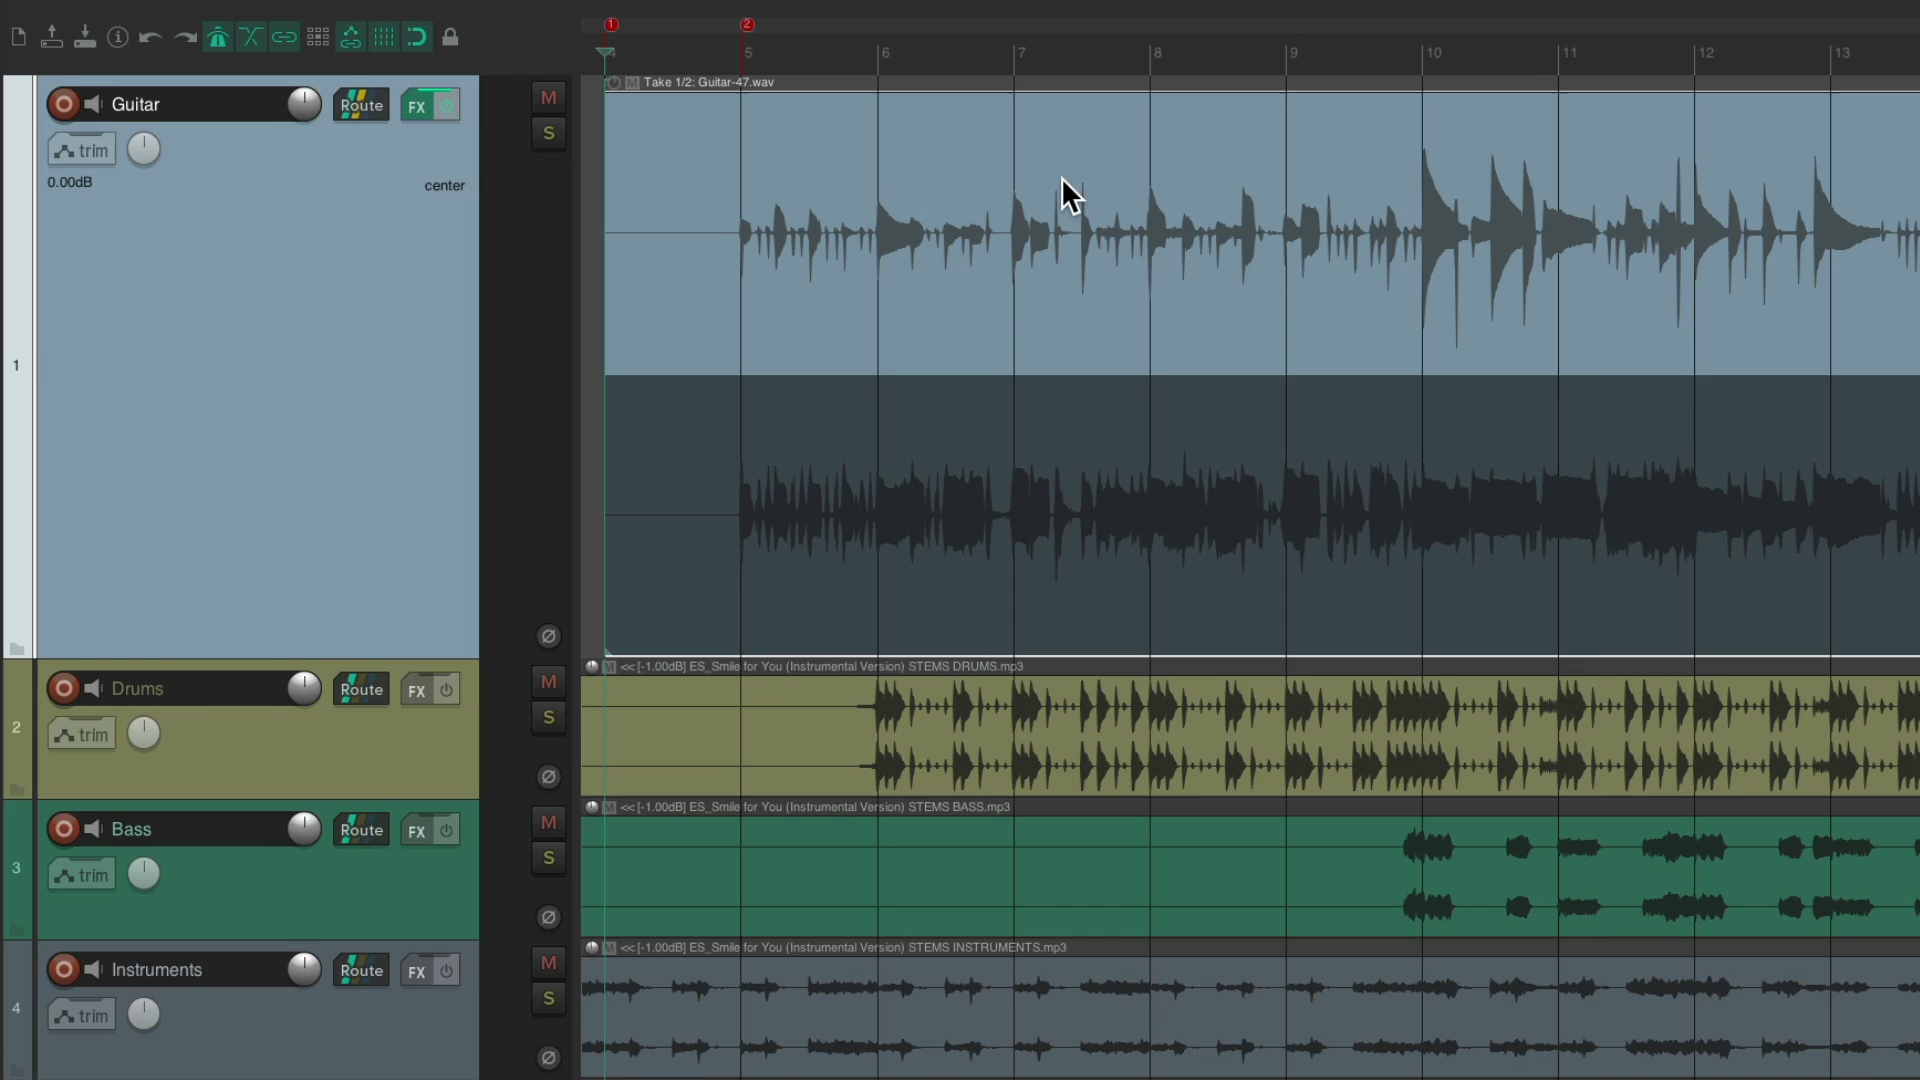 1 2
4 5 6 7 8 9 10 11 12 13
Guitar Route FX M
S
trim
0.00dB center
1
M Take 1/2: Guitar-47.wav
Drums Route FX M
S
trim
2
M << [-1.00dB] ES_Smile for You (Instrumental Version) STEMS DRUMS.mp3
Bass Route FX M
S
trim
3
M << [-1.00dB] ES_Smile for You (Instrumental Version) STEMS BASS.mp3
Instruments Route FX M
S
trim
4
M << [-1.00dB] ES_Smile for You (Instrumental Version) STEMS INSTRUMENTS.mp3